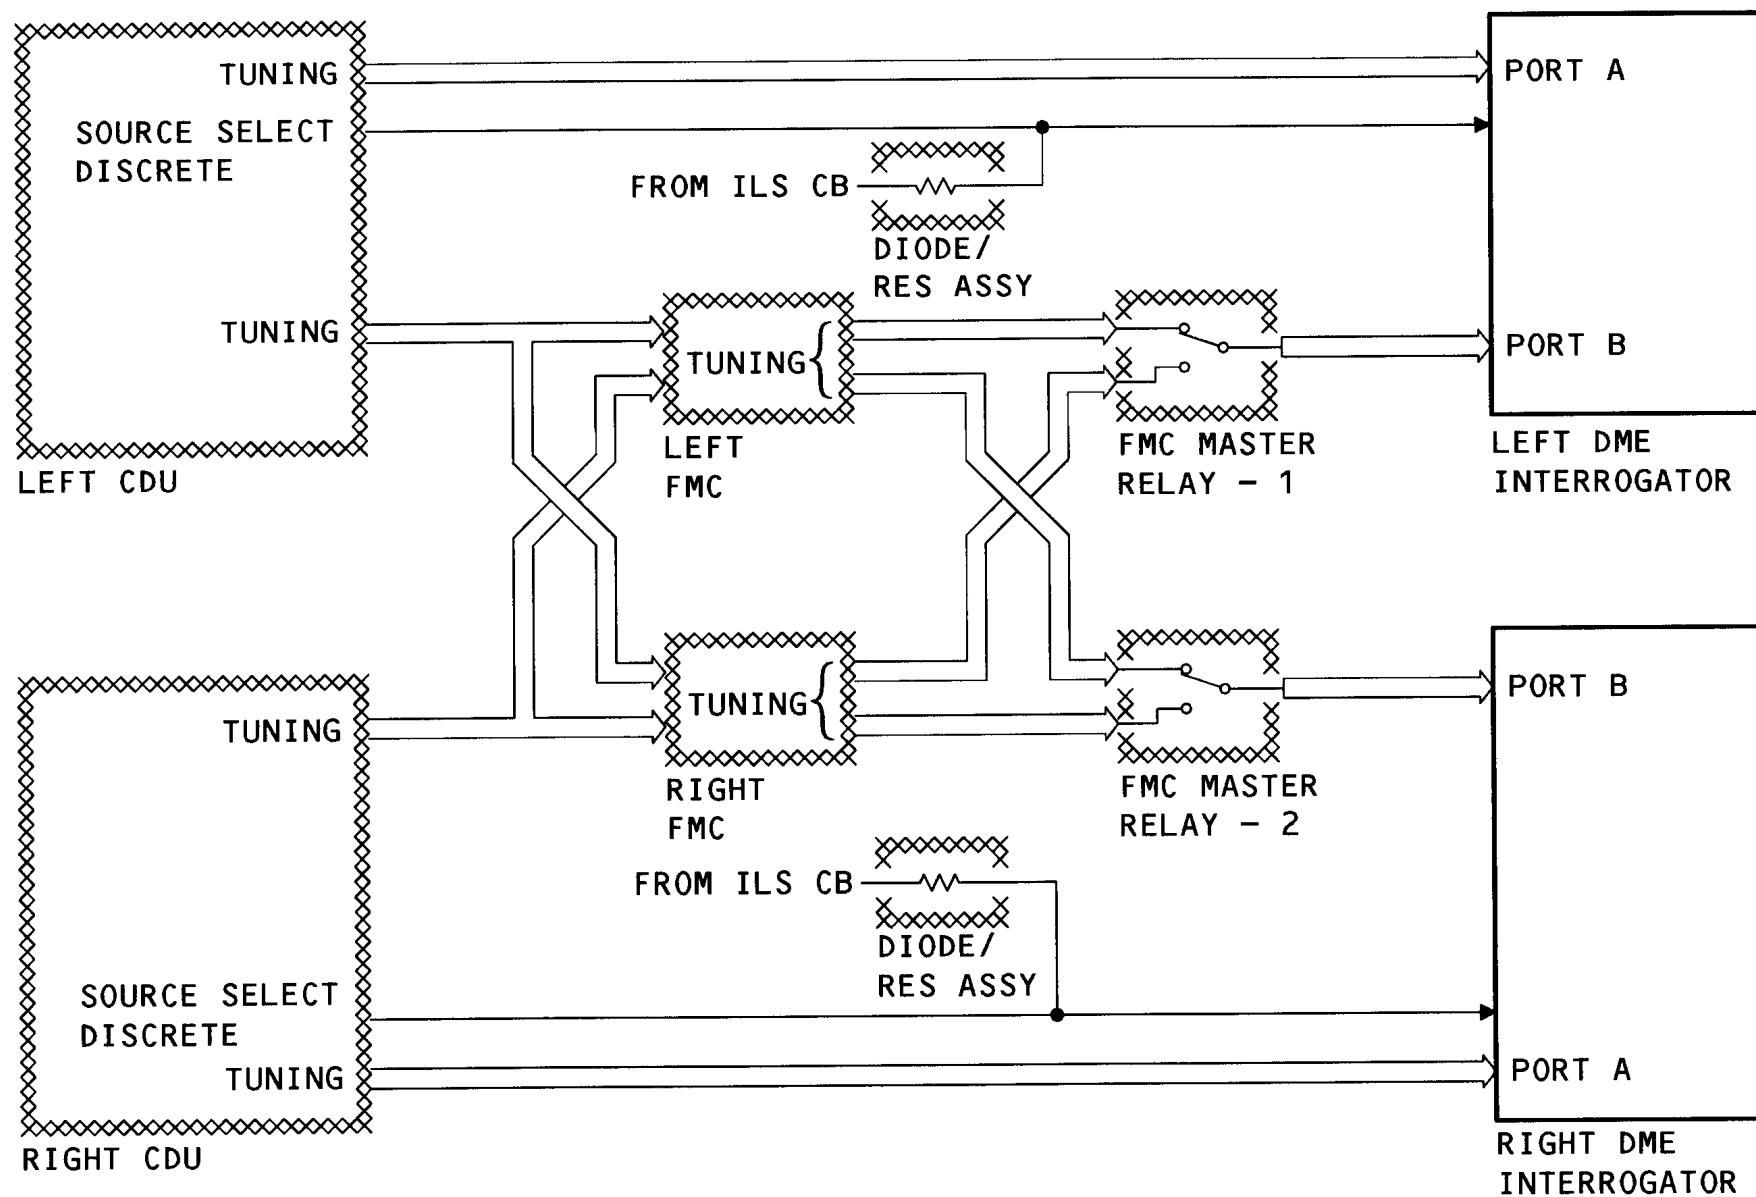 TUNING
PORT A
SOURCE SELECT
DISCRETE
FROM ILS CB
DIODE/
RES ASSY
TUNING
TUNING
PORT B
LEFT CDU
LEFT
FMC
FMC MASTER
RELAY - 1
LEFT DME
INTERROGATOR
TUNING
TUNING
PORT B
RIGHT
FMC
FMC MASTER
RELAY - 2
FROM ILS CB
DIODE/
RES ASSY
SOURCE SELECT
DISCRETE
TUNING
PORT A
RIGHT CDU
RIGHT DME
INTERROGATOR